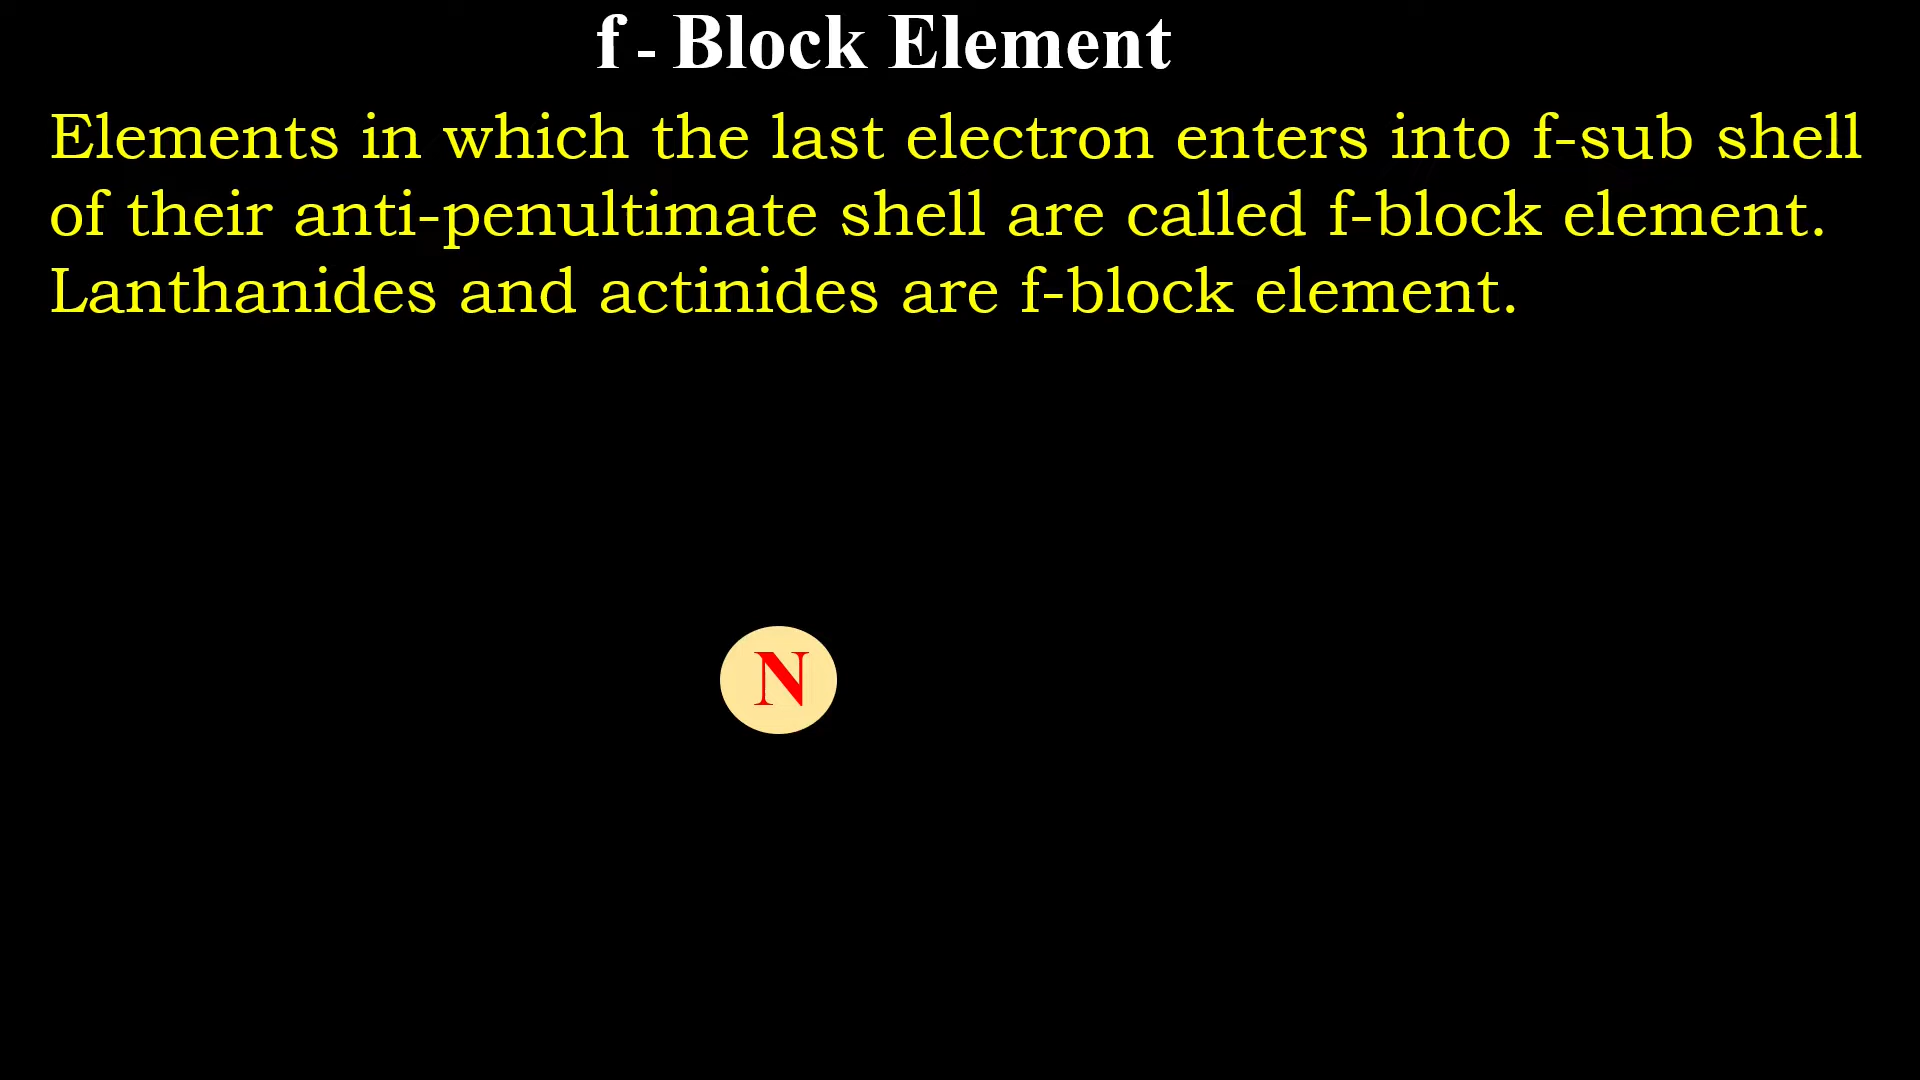 f - Block Element
Elements in which the last electron enters into f-sub shell
of their anti-penultimate shell are called f-block element.
Lanthanides and actinides are f-block element.
N